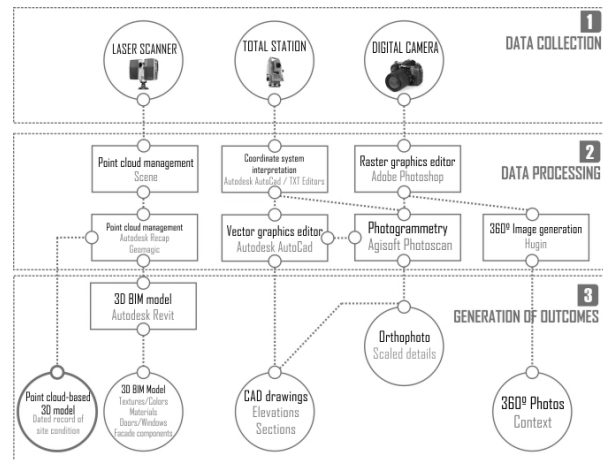 1
DATA COLLECTION
LASER SCANNER
TOTAL STATION
DIGITAL CAMERA
2
DATA PROCESSING
Point cloud management
Scene
Coordinate system
interpretation
Autodesk AutoCad / TXT Editors
Raster graphics editor
Adobe Photoshop
Point cloud management
Autodesk Recap
Geomagic
Vector graphics editor
Autodesk AutoCad
Photogrammetry
Agisoft Photoscan
360º Image generation
Hugin
3
GENERATION OF OUTCOMES
3D BIM model
Autodesk Revit
Orthophoto
Scaled details
Point cloud-based
3D model
Dated record of
site condition
3D BIM Model
Textures/Colors
Materials
Doors/Windows
Facade components
CAD drawings
Elevations
Sections
360º Photos
Context